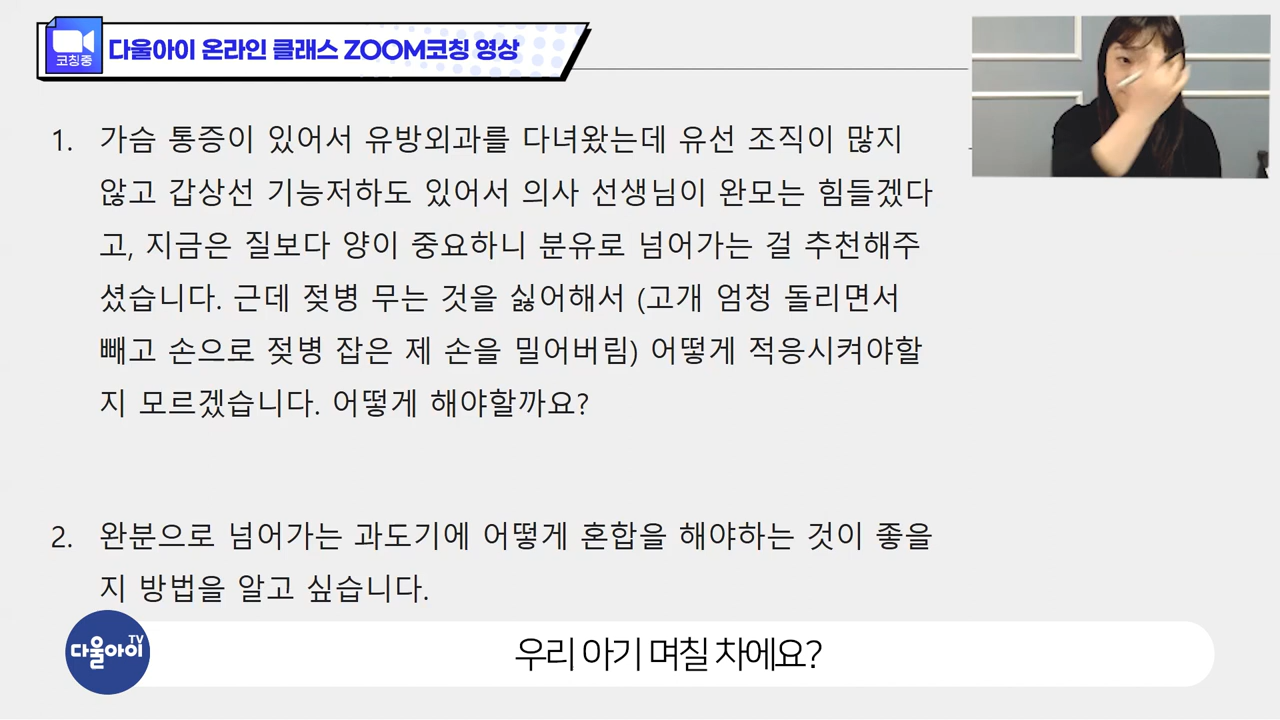 코칭중
다울아이 온라인 클래스 ZOOM코칭 영상
1. 가슴 통증이 있어서 유방외과를 다녀왔는데 유선 조직이 많지
않고 갑상선 기능저하도 있어서 의사 선생님이 완모는 힘들겠다
고, 지금은 질보다 양이 중요하니 분유로 넘어가는 걸 추천해주
셨습니다. 근데 젖병 무는 것을 싫어해서 (고개 엄청 돌리면서
빼고 손으로 젖병 잡은 제 손을 밀어버림) 어떻게 적응시켜야할
지 모르겠습니다. 어떻게 해야할까요?
2. 완분으로 넘어가는 과도기에 어떻게 혼합을 해야하는 것이 좋을
지 방법을 알고 싶습니다.
다울아이 TV
우리 아기 며칠 차에요?